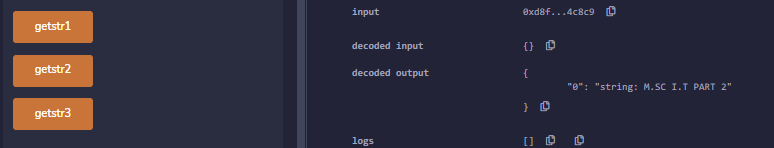 getstr1
getstr2
getstr3
input 0xd8f...4c8c9
decoded input {}
decoded output {
"0": "string: M.SC I.T PART 2"
}
logs []